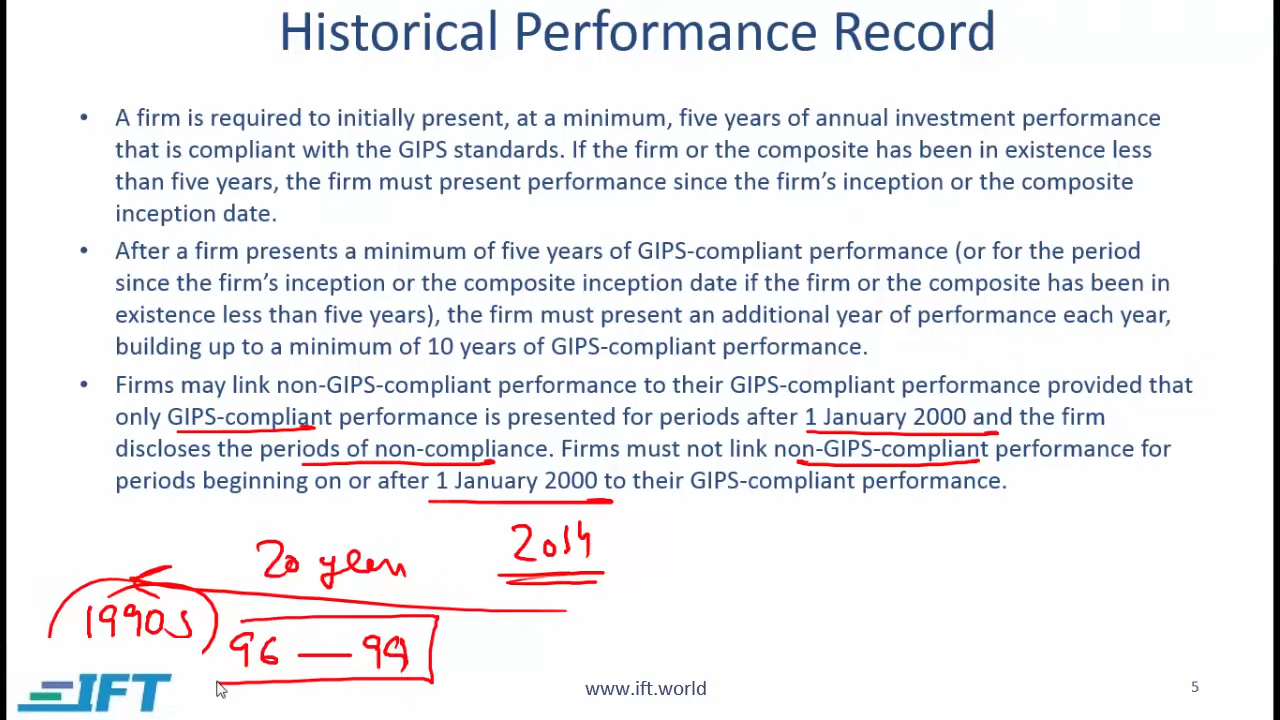 Historical Performance Record
• A firm is required to initially present, at a minimum, five years of annual investment performance
that is compliant with the GIPS standards. If the firm or the composite has been in existence less
than five years, the firm must present performance since the firm's inception or the composite
inception date.
• After a firm presents a minimum of five years of GIPS-compliant performance (or for the period
since the firm's inception or the composite inception date if the firm or the composite has been in
existence less than five years), the firm must present an additional year of performance each year,
building up to a minimum of 10 years of GIPS-compliant performance.
• Firms may link non-GIPS-compliant performance to their GIPS-compliant performance provided that
only GIPS-compliant performance is presented for periods after 1 January 2000 and the firm
discloses the periods of non-compliance. Firms must not link non-GIPS-compliant performance for
periods beginning on or after 1 January 2000 to their GIPS-compliant performance.
20 years 2014
1990s
96 — 99
IFT
www.ift.world
5